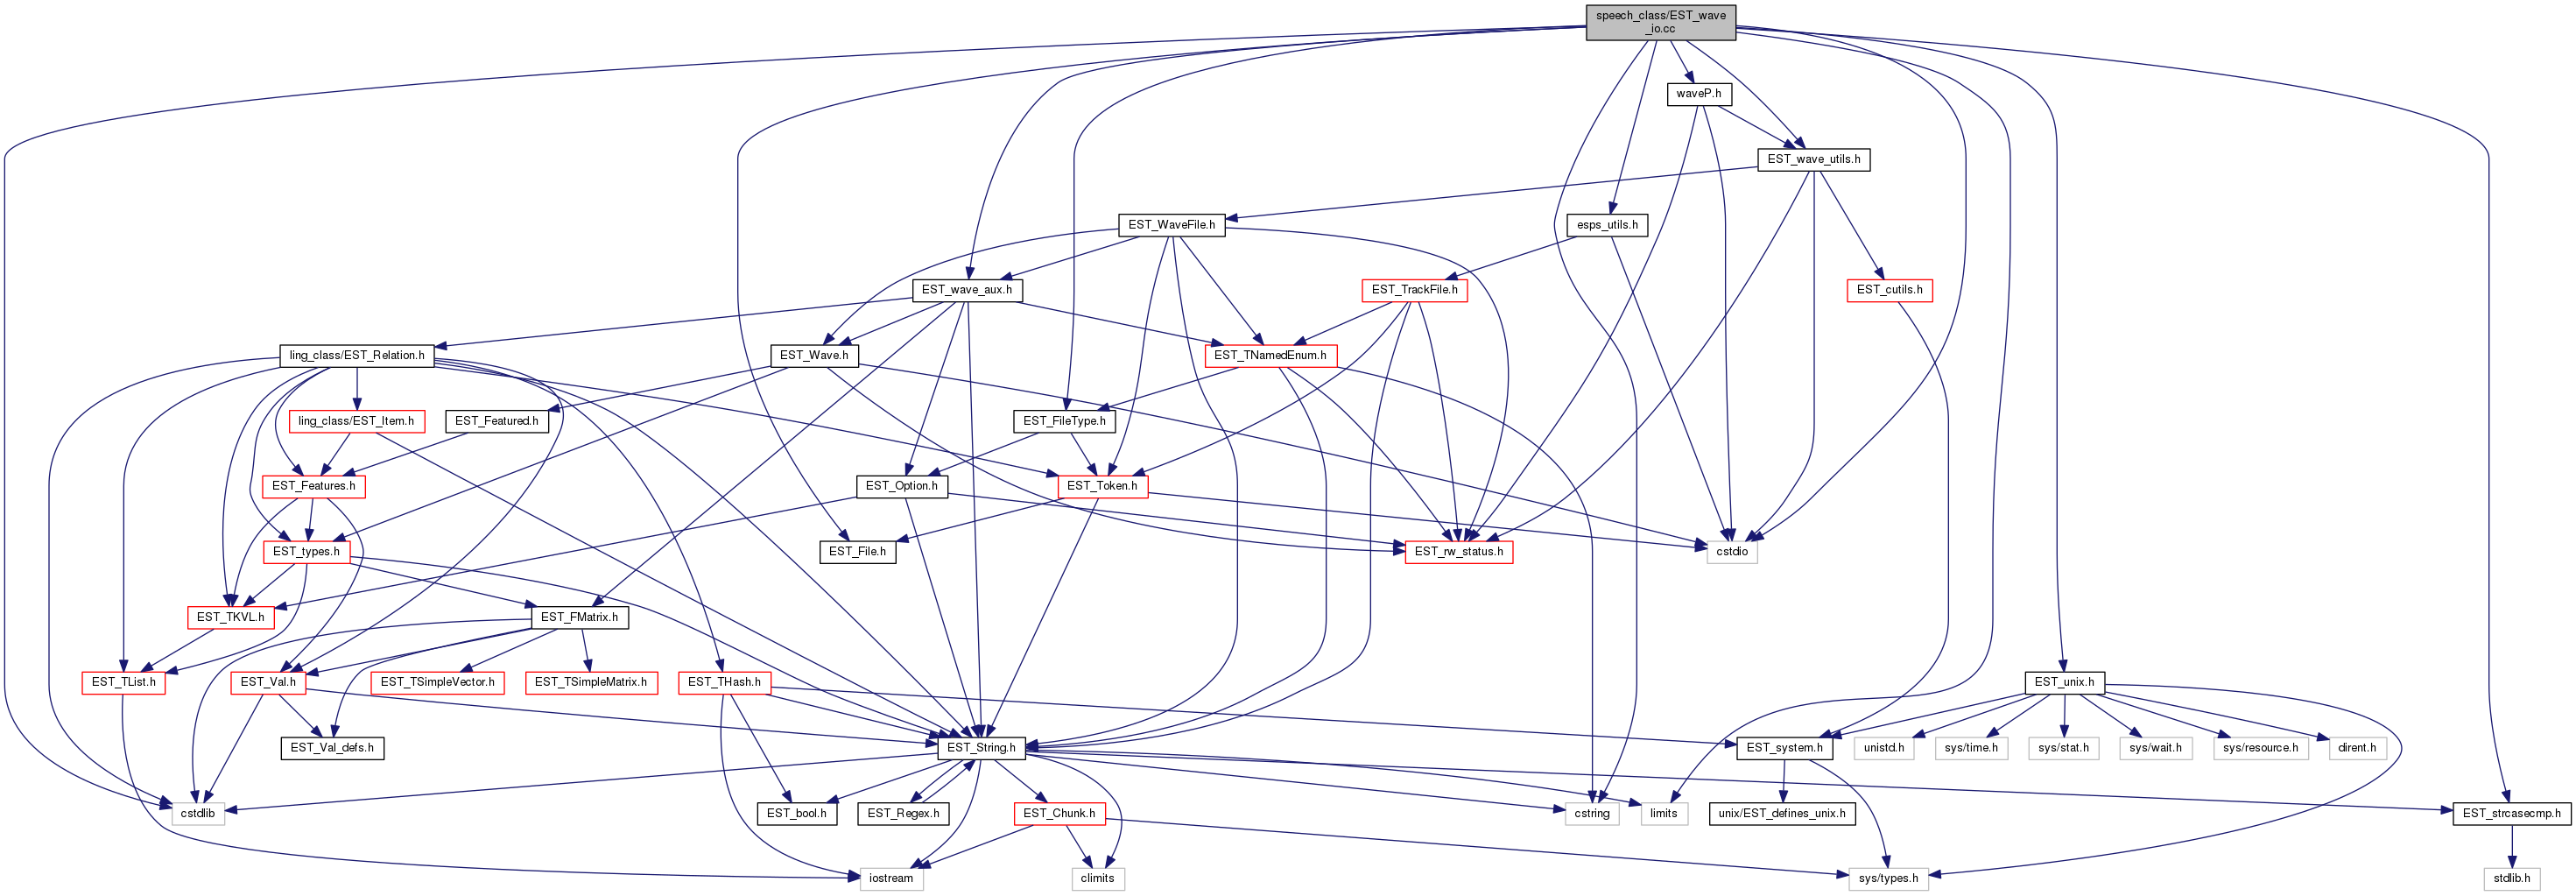 speech_class/EST_wave
_io.cc
waveP.h
EST_wave_utils.h
EST_WaveFile.h
esps_utils.h
EST_wave_aux.h
EST_TrackFile.h
EST_cutils.h
ling_class/EST_Relation.h
EST_Wave.h
EST_TNamedEnum.h
ling_class/EST_Item.h
EST_Featured.h
EST_FileType.h
EST_Features.h
EST_Option.h
EST_Token.h
EST_types.h
EST_File.h
EST_rw_status.h
cstdio
EST_TKVL.h
EST_FMatrix.h
EST_TList.h
EST_Val.h
EST_TSimpleVector.h
EST_TSimpleMatrix.h
EST_THash.h
EST_unix.h
EST_Val_defs.h
EST_String.h
EST_system.h
unistd.h
sys/time.h
sys/stat.h
sys/wait.h
sys/resource.h
dirent.h
cstdlib
EST_bool.h
EST_Regex.h
EST_Chunk.h
cstring
limits
unix/EST_defines_unix.h
EST_strcasecmp.h
iostream
climits
sys/types.h
stdlib.h